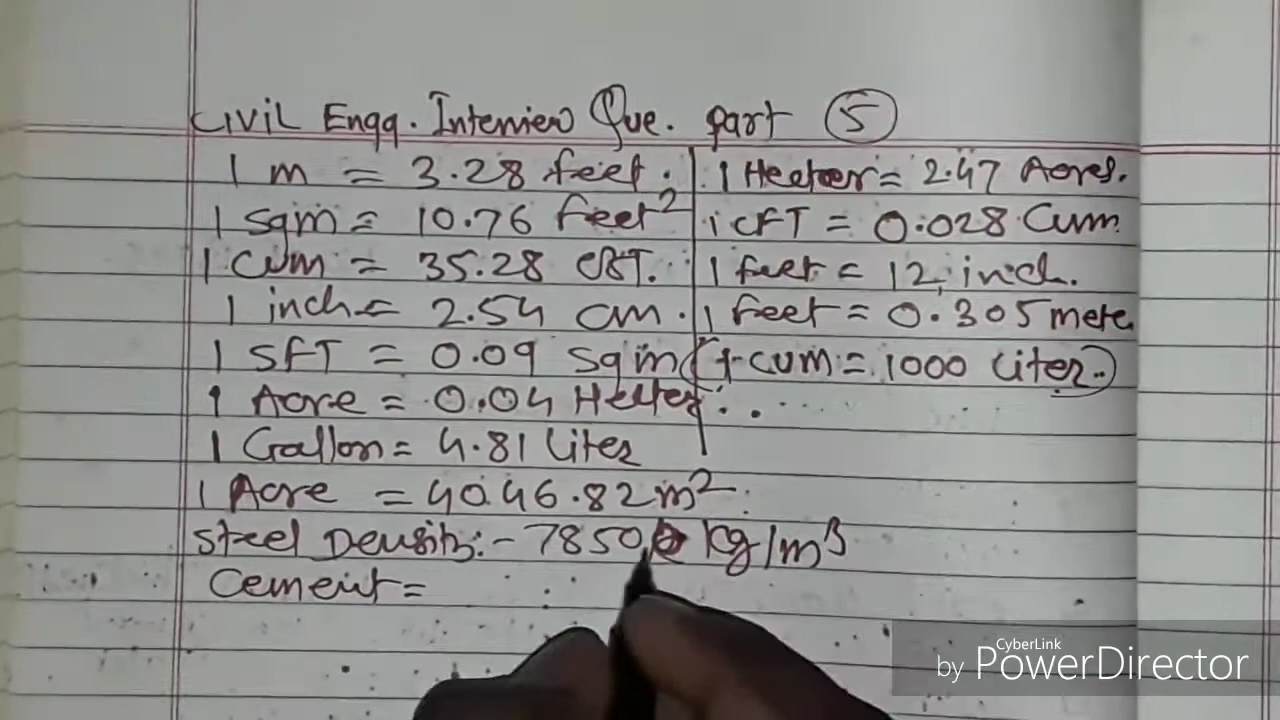 Civil Engg. Interview Que. part 5
1 m = 3.28 feet.
1 Sqm = 10.76 feet²
1 Cum = 35.28 CFT.
1 inch = 2.54 cm.
1 SFT = 0.09 Sqm
1 Acre = 0.04 Hecter
1 Gallon = 4.81 Liter
1 Acre = 4046.82 m²
Steel Density:- 7850 kg/m³
Cement =
1 Hecter = 2.47 Acres.
1 CFT = 0.028 Cum
1 feet = 12 inch.
1 feet = 0.305 mete
1 cum = 1000 Liter.
CyberLink
by PowerDirector